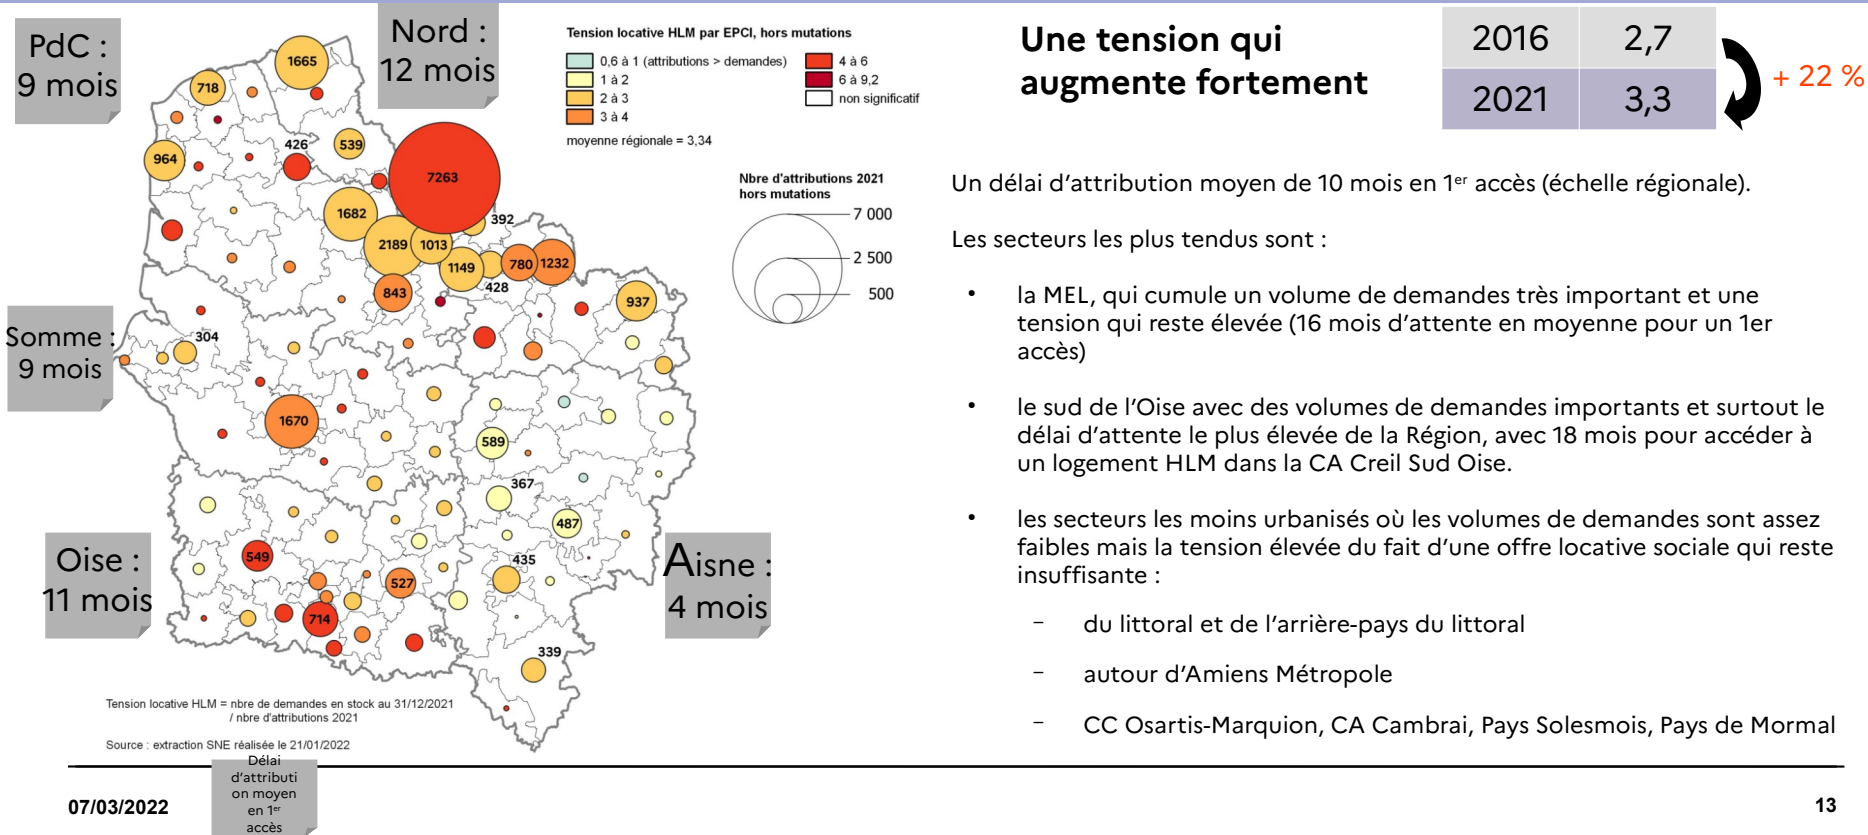 PdC :
9 mois
Nord :
12 mois
Somme :
9 mois
Oise :
11 mois
Aisne :
4 mois
Tension locative HLM par EPCI, hors mutations
0,6 à 1 (attributions > demandes)
1 à 2
2 à 3
3 à 4
4 à 6
6 à 9,2
non significatif
moyenne régionale = 3,34
Nbre d'attributions 2021
hors mutations
7 000
2 500
500
1665
718
539
426
964
7263
1682
392
2189
1013
1149
780
1232
428
843
937
304
1670
589
367
487
549
435
527
714
339
Tension locative HLM = nbre de demandes en stock au 31/12/2021
/ nbre d'attributions 2021
Source : extraction SNE réalisée le 21/01/2022
Une tension qui
augmente fortement
2016 2,7
2021 3,3
+ 22 %
Un délai d'attribution moyen de 10 mois en 1er accès (échelle régionale).
Les secteurs les plus tendus sont :
• la MEL, qui cumule un volume de demandes très important et une
tension qui reste élevée (16 mois d'attente en moyenne pour un 1er
accès)
• le sud de l'Oise avec des volumes de demandes importants et surtout le
délai d'attente le plus élevée de la Région, avec 18 mois pour accéder à
un logement HLM dans la CA Creil Sud Oise.
• les secteurs les moins urbanisés où les volumes de demandes sont assez
faibles mais la tension élevée du fait d'une offre locative sociale qui reste
insuffisante :
– du littoral et de l'arrière-pays du littoral
– autour d'Amiens Métropole
– CC Osartis-Marquion, CA Cambrai, Pays Solesmois, Pays de Mormal
07/03/2022
Délai
d'attributi
on moyen
en 1er
accès
13